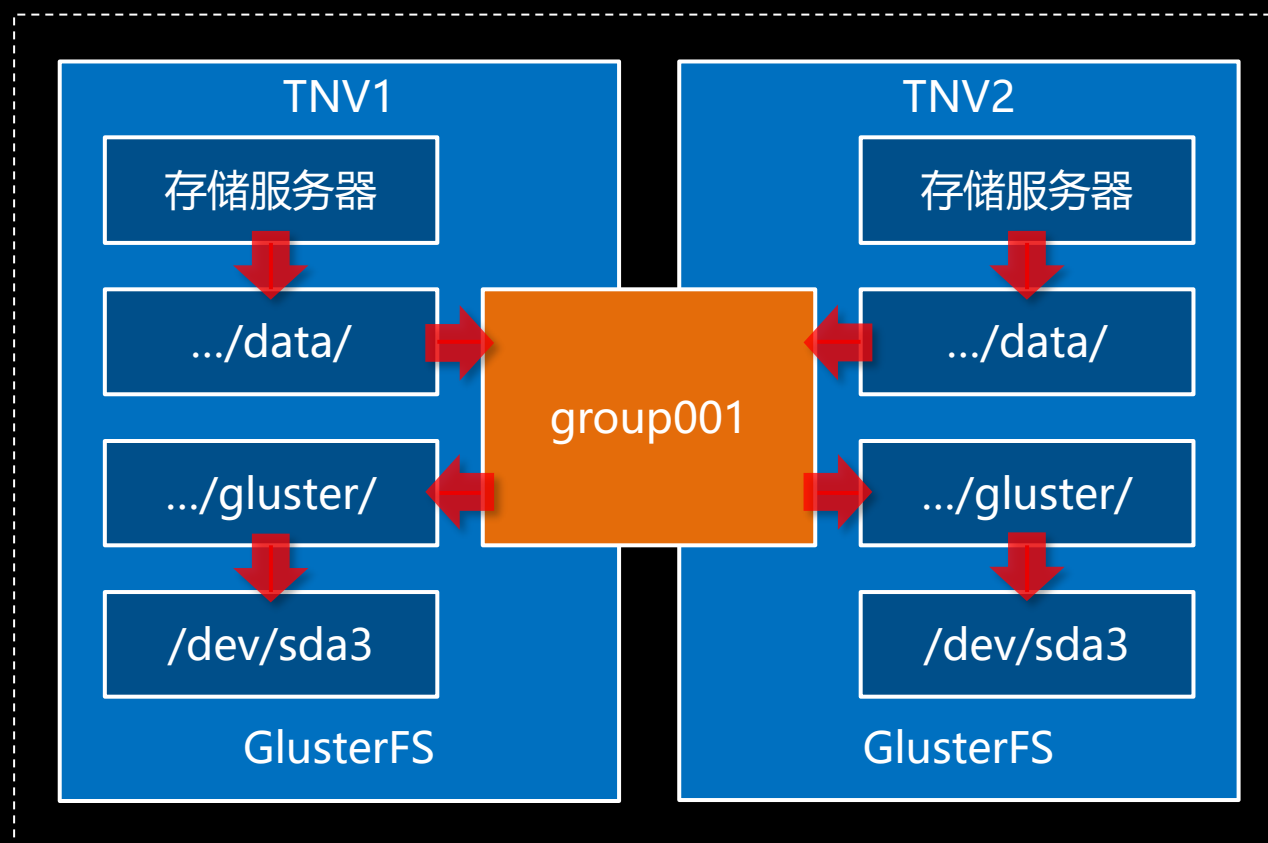 TNV1
存储服务器
.../data/
.../gluster/
/dev/sda3
GlusterFS
group001
TNV2
存储服务器
.../data/
.../gluster/
/dev/sda3
GlusterFS